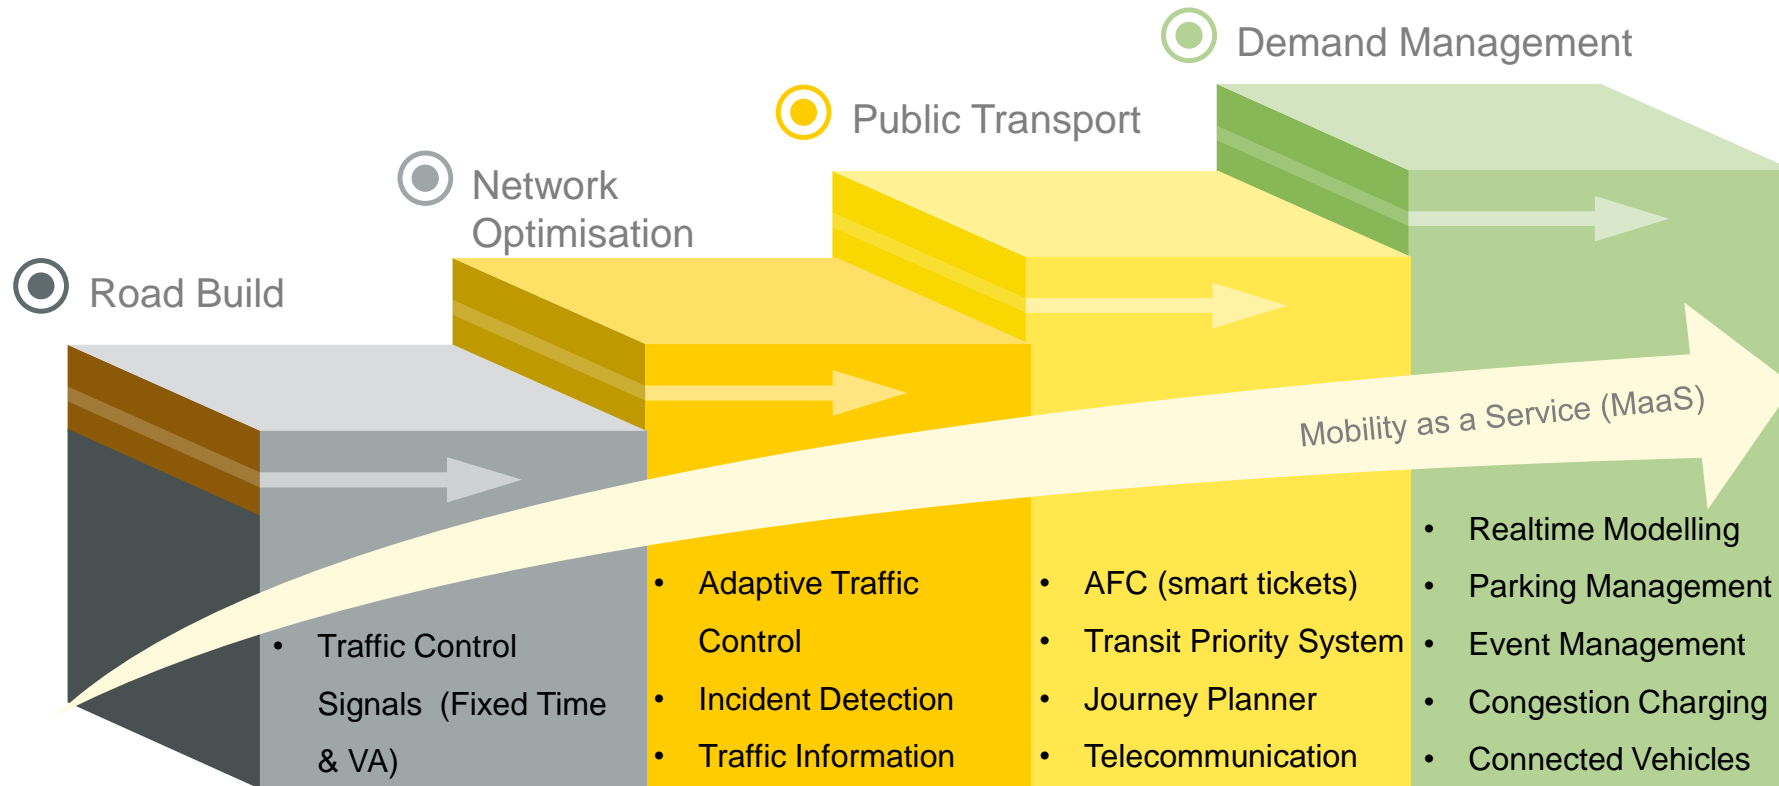 Demand Management
Public Transport
Network
Optimisation
Road Build
Mobility as a Service (MaaS)
• Traffic Control
Signals (Fixed Time
& VA)
• Adaptive Traffic
Control
• Incident Detection
• Traffic Information
• AFC (smart tickets)
• Transit Priority System
• Journey Planner
• Telecommunication
• Realtime Modelling
• Parking Management
• Event Management
• Congestion Charging
• Connected Vehicles